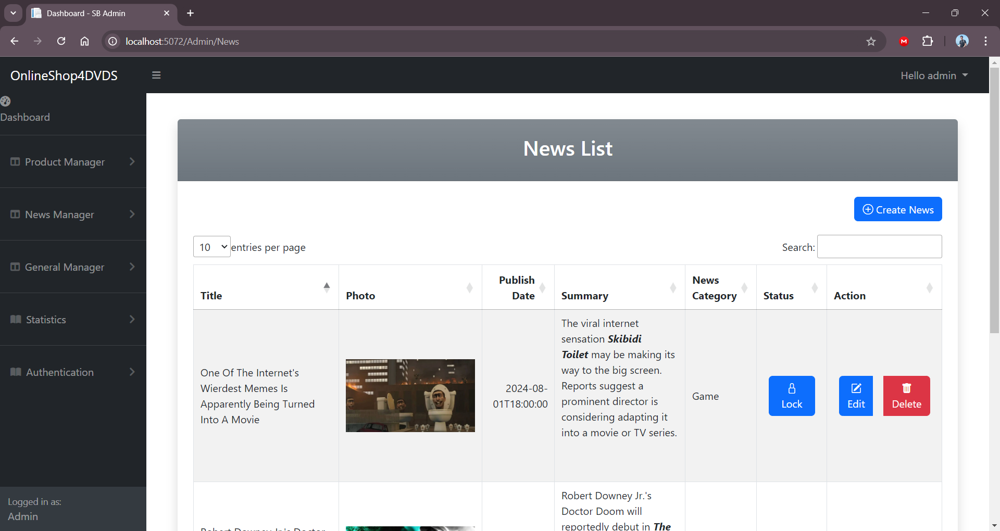 Dashboard - SB Admin
localhost:5072/Admin/News
OnlineShop4DVDS
Hello admin
Dashboard
Product Manager
News Manager
General Manager
Statistics
Authentication
Logged in as:
Admin
News List
Create News
10 entries per page
Search:
Title
Photo
Publish
Date
Summary
News
Category
Status
Action
One Of The Internet's
Wierdest Memes Is
Apparently Being Turned
Into A Movie
2024-08-
01T18:00:00
The viral internet
sensation Skibidi
Toilet may be making its
way to the big screen.
Reports suggest a
prominent director is
considering adapting it
into a movie or TV series.
Game
Lock
Edit
Delete
Robert Downey Jr.'s Doctor
Robert Downey Jr.'s
Doctor Doom will
reportedly debut in The